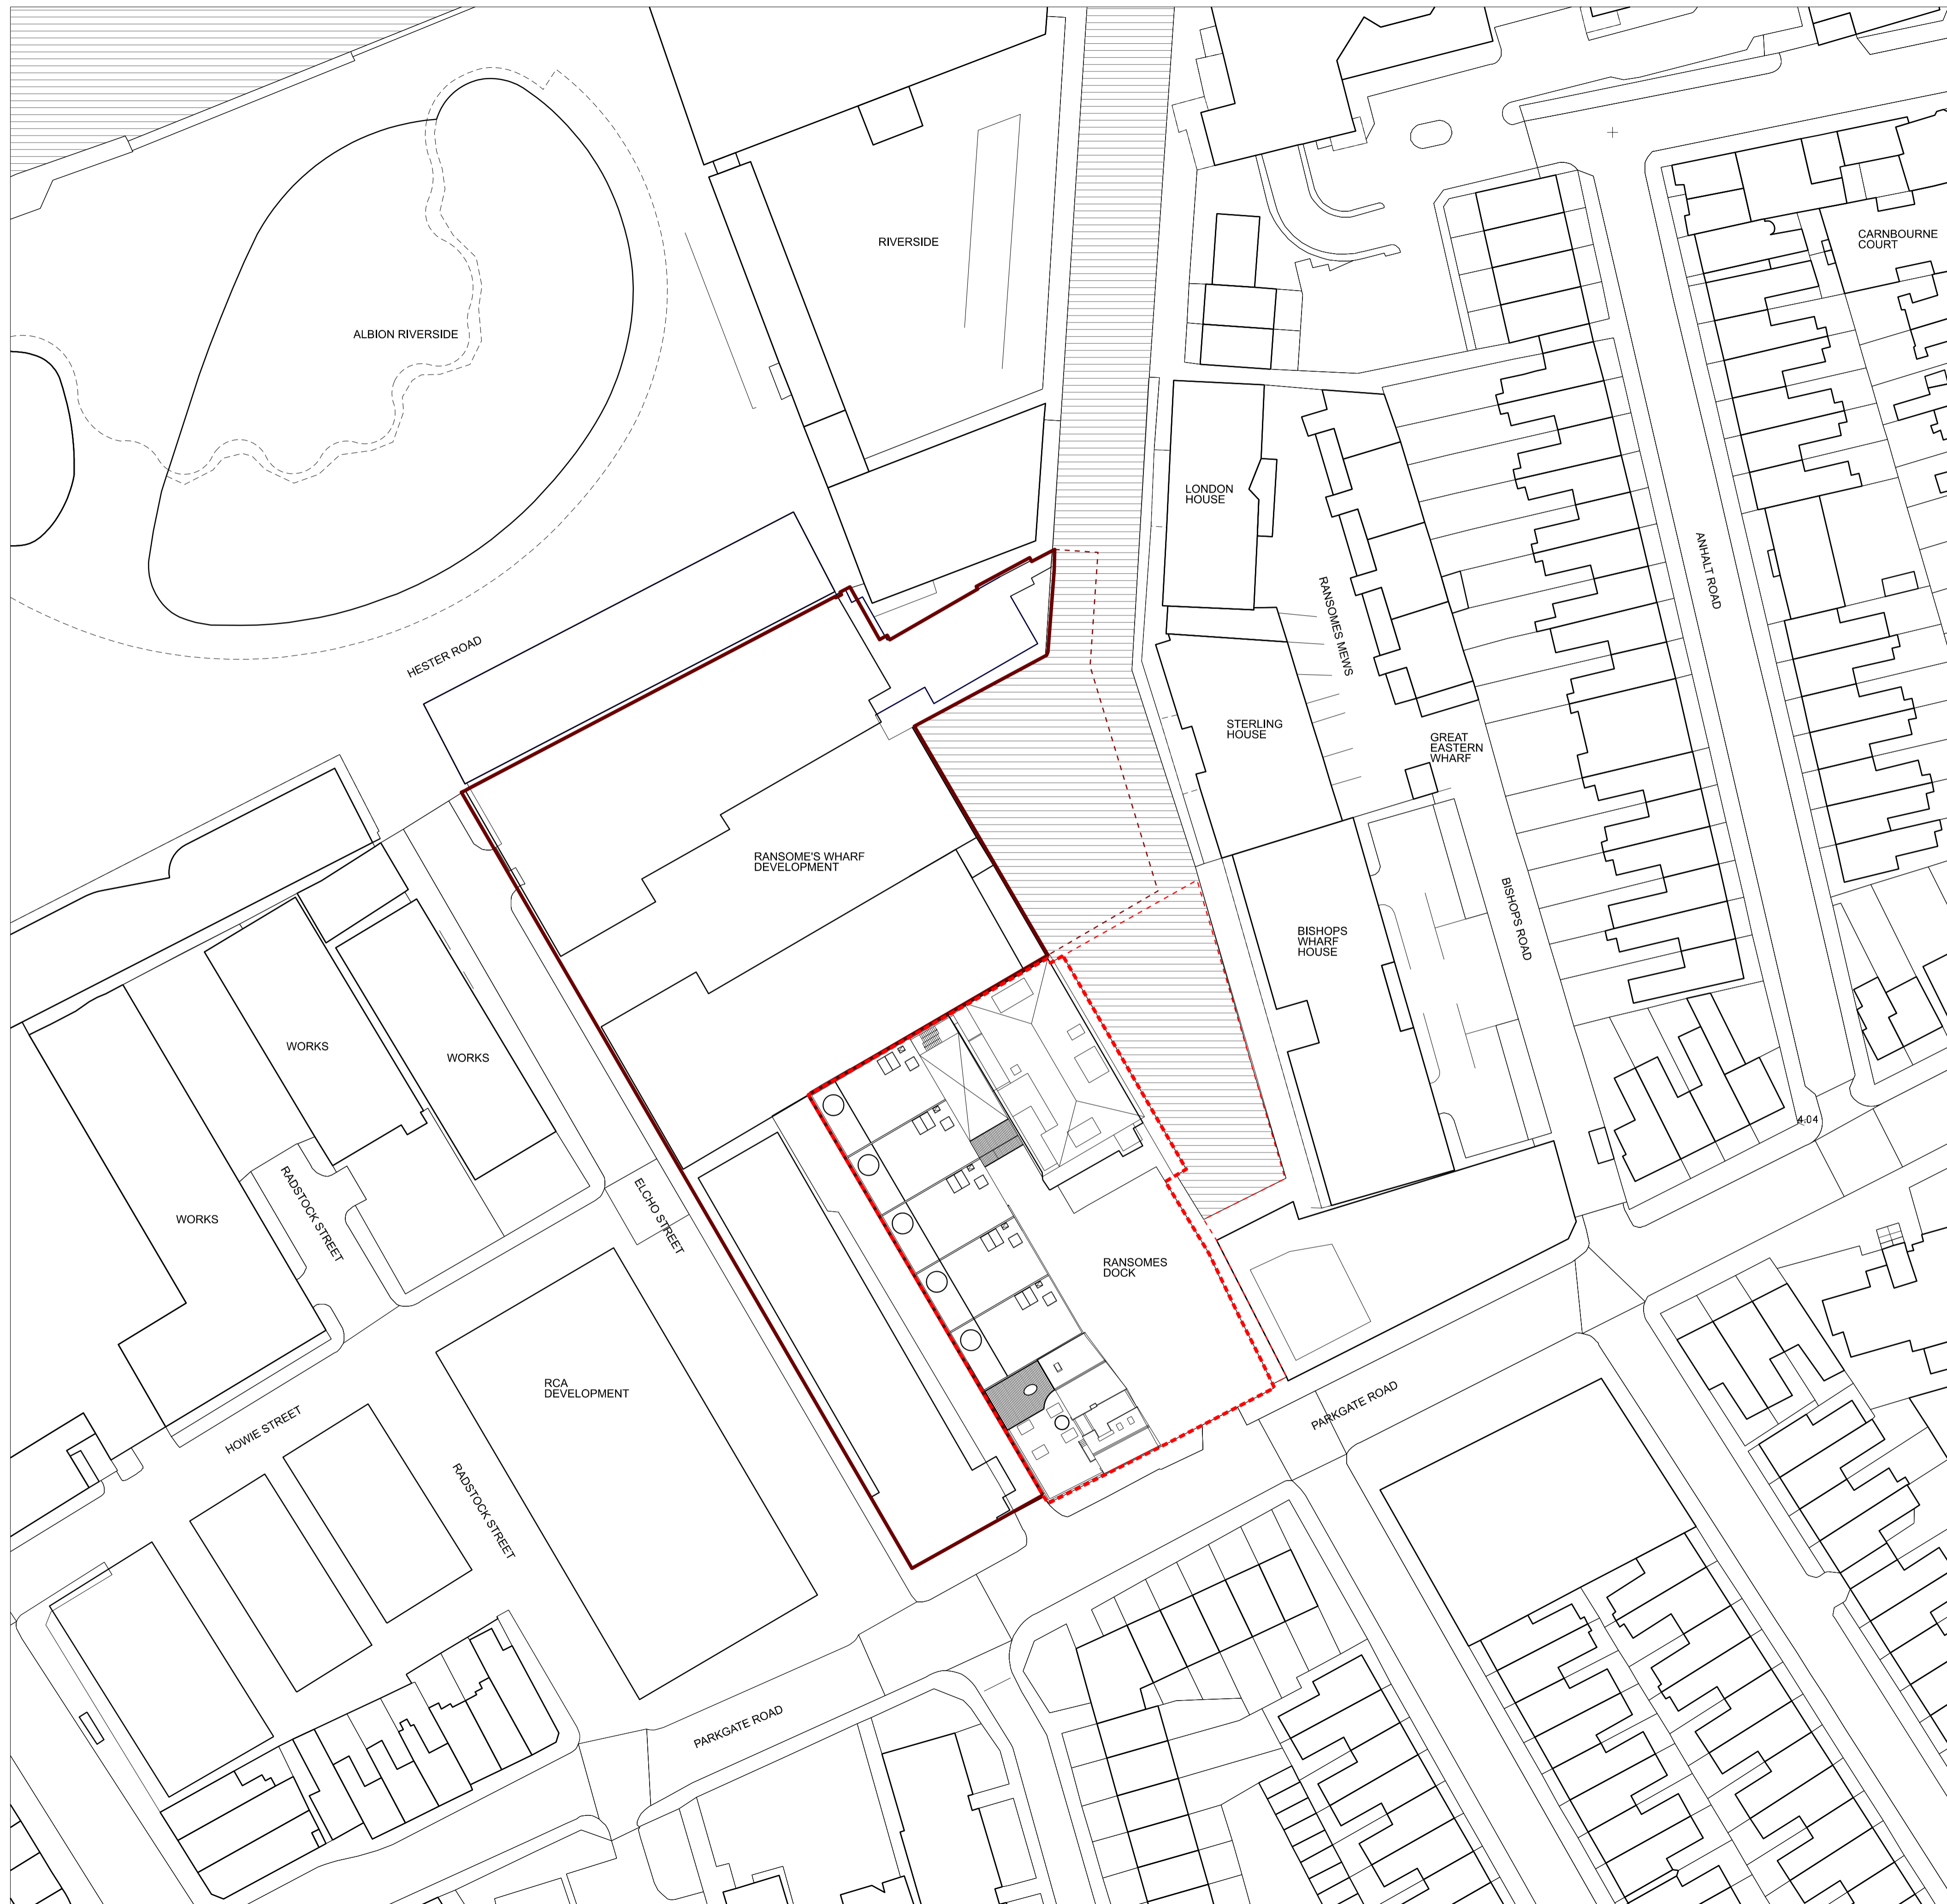 RIVERSIDE
CARNBOURNE
COURT
ALBION RIVERSIDE
LONDON
HOUSE
ANHALT ROAD
RANSOMES MEWS
HESTER ROAD
STERLING
HOUSE
GREAT
EASTERN
WHARF
RANSOME'S WHARF
DEVELOPMENT
BISHOPS ROAD
BISHOPS
WHARF
HOUSE
WORKS
WORKS
4.04
WORKS
RADSTOCK STREET
ELCHO STREET
RANSOMES
DOCK
RCA
DEVELOPMENT
PARKGATE ROAD
HOWIE STREET
RADSTOCK STREET
PARKGATE ROAD